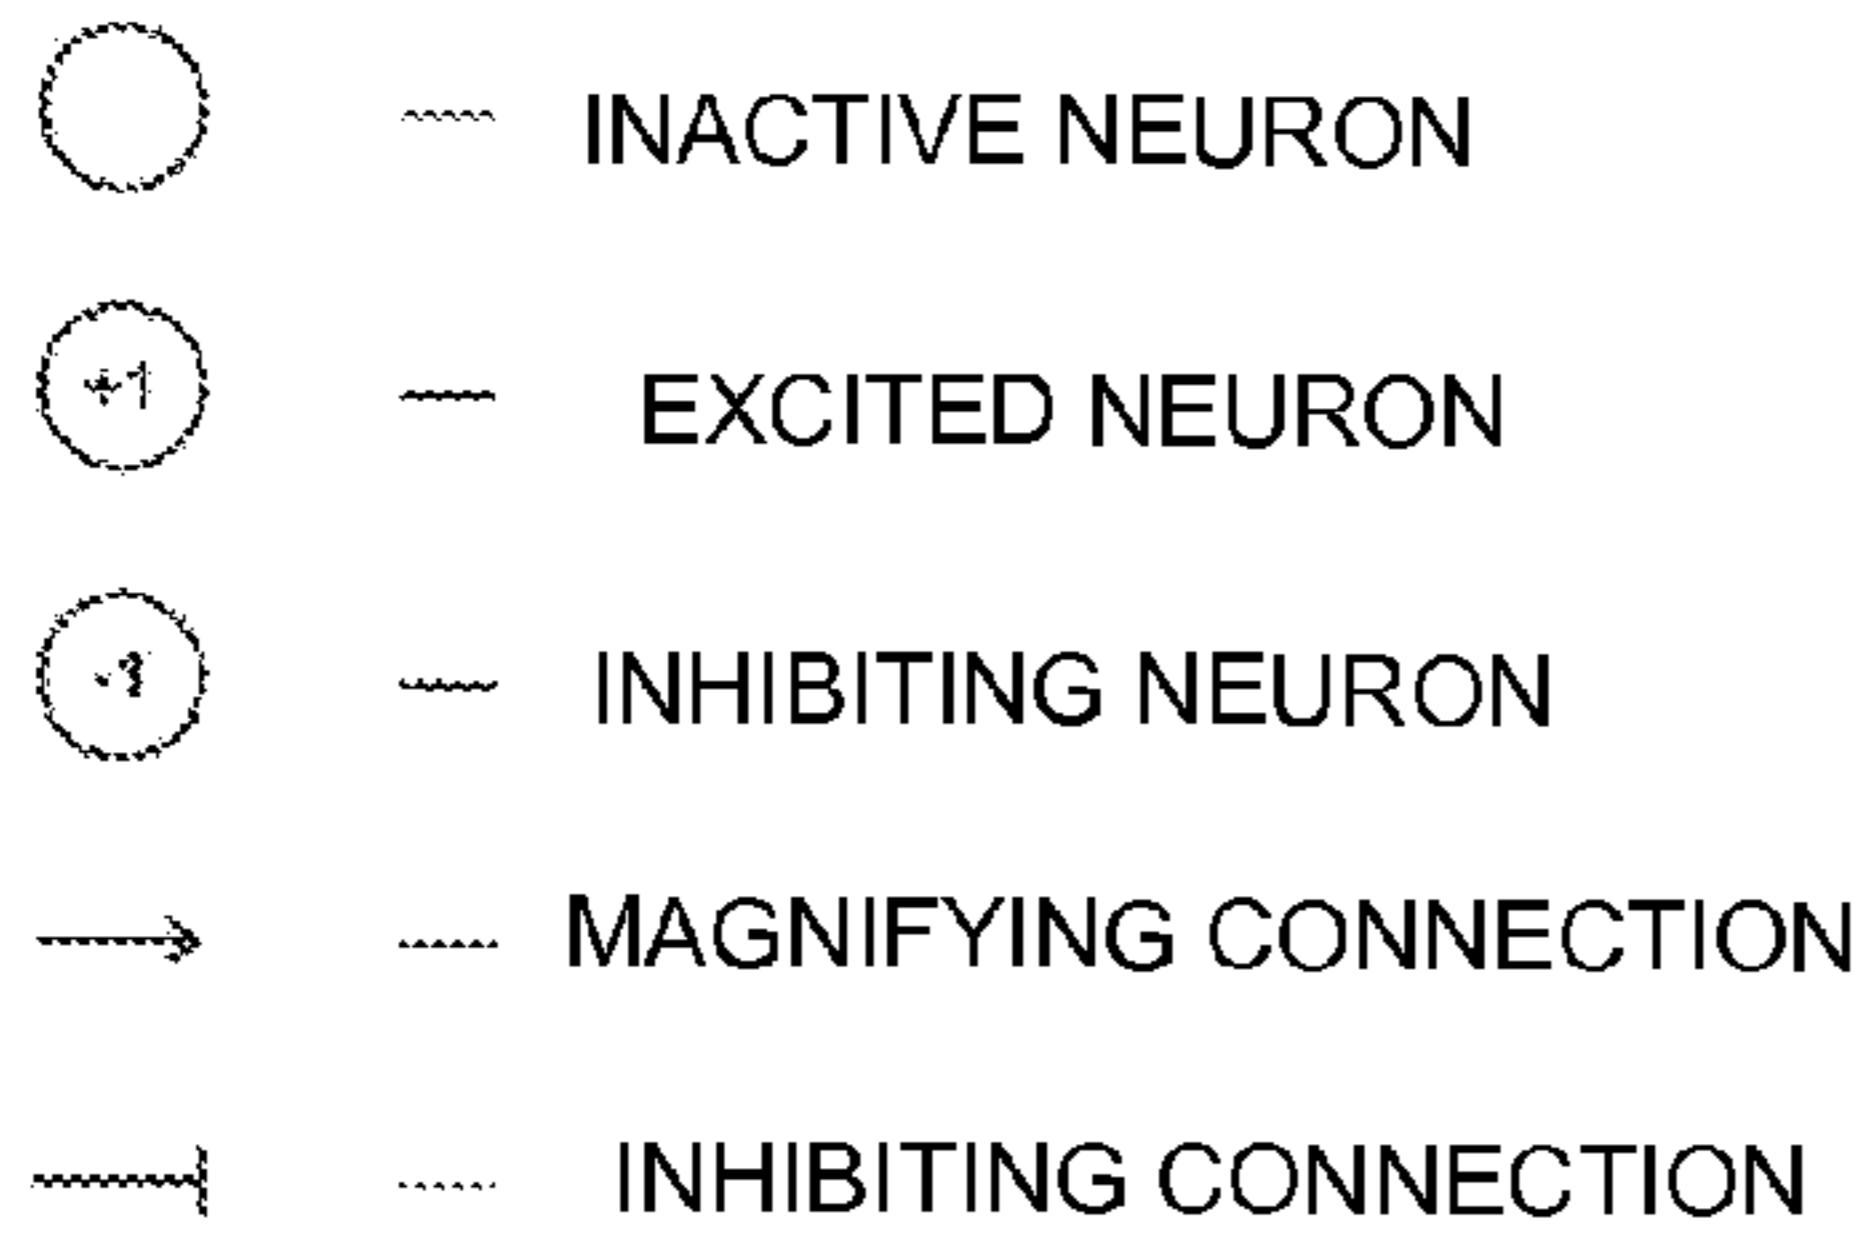 INACTIVE NEURON
+1 EXCITED NEURON
-1 INHIBITING NEURON
MAGNIFYING CONNECTION
INHIBITING CONNECTION